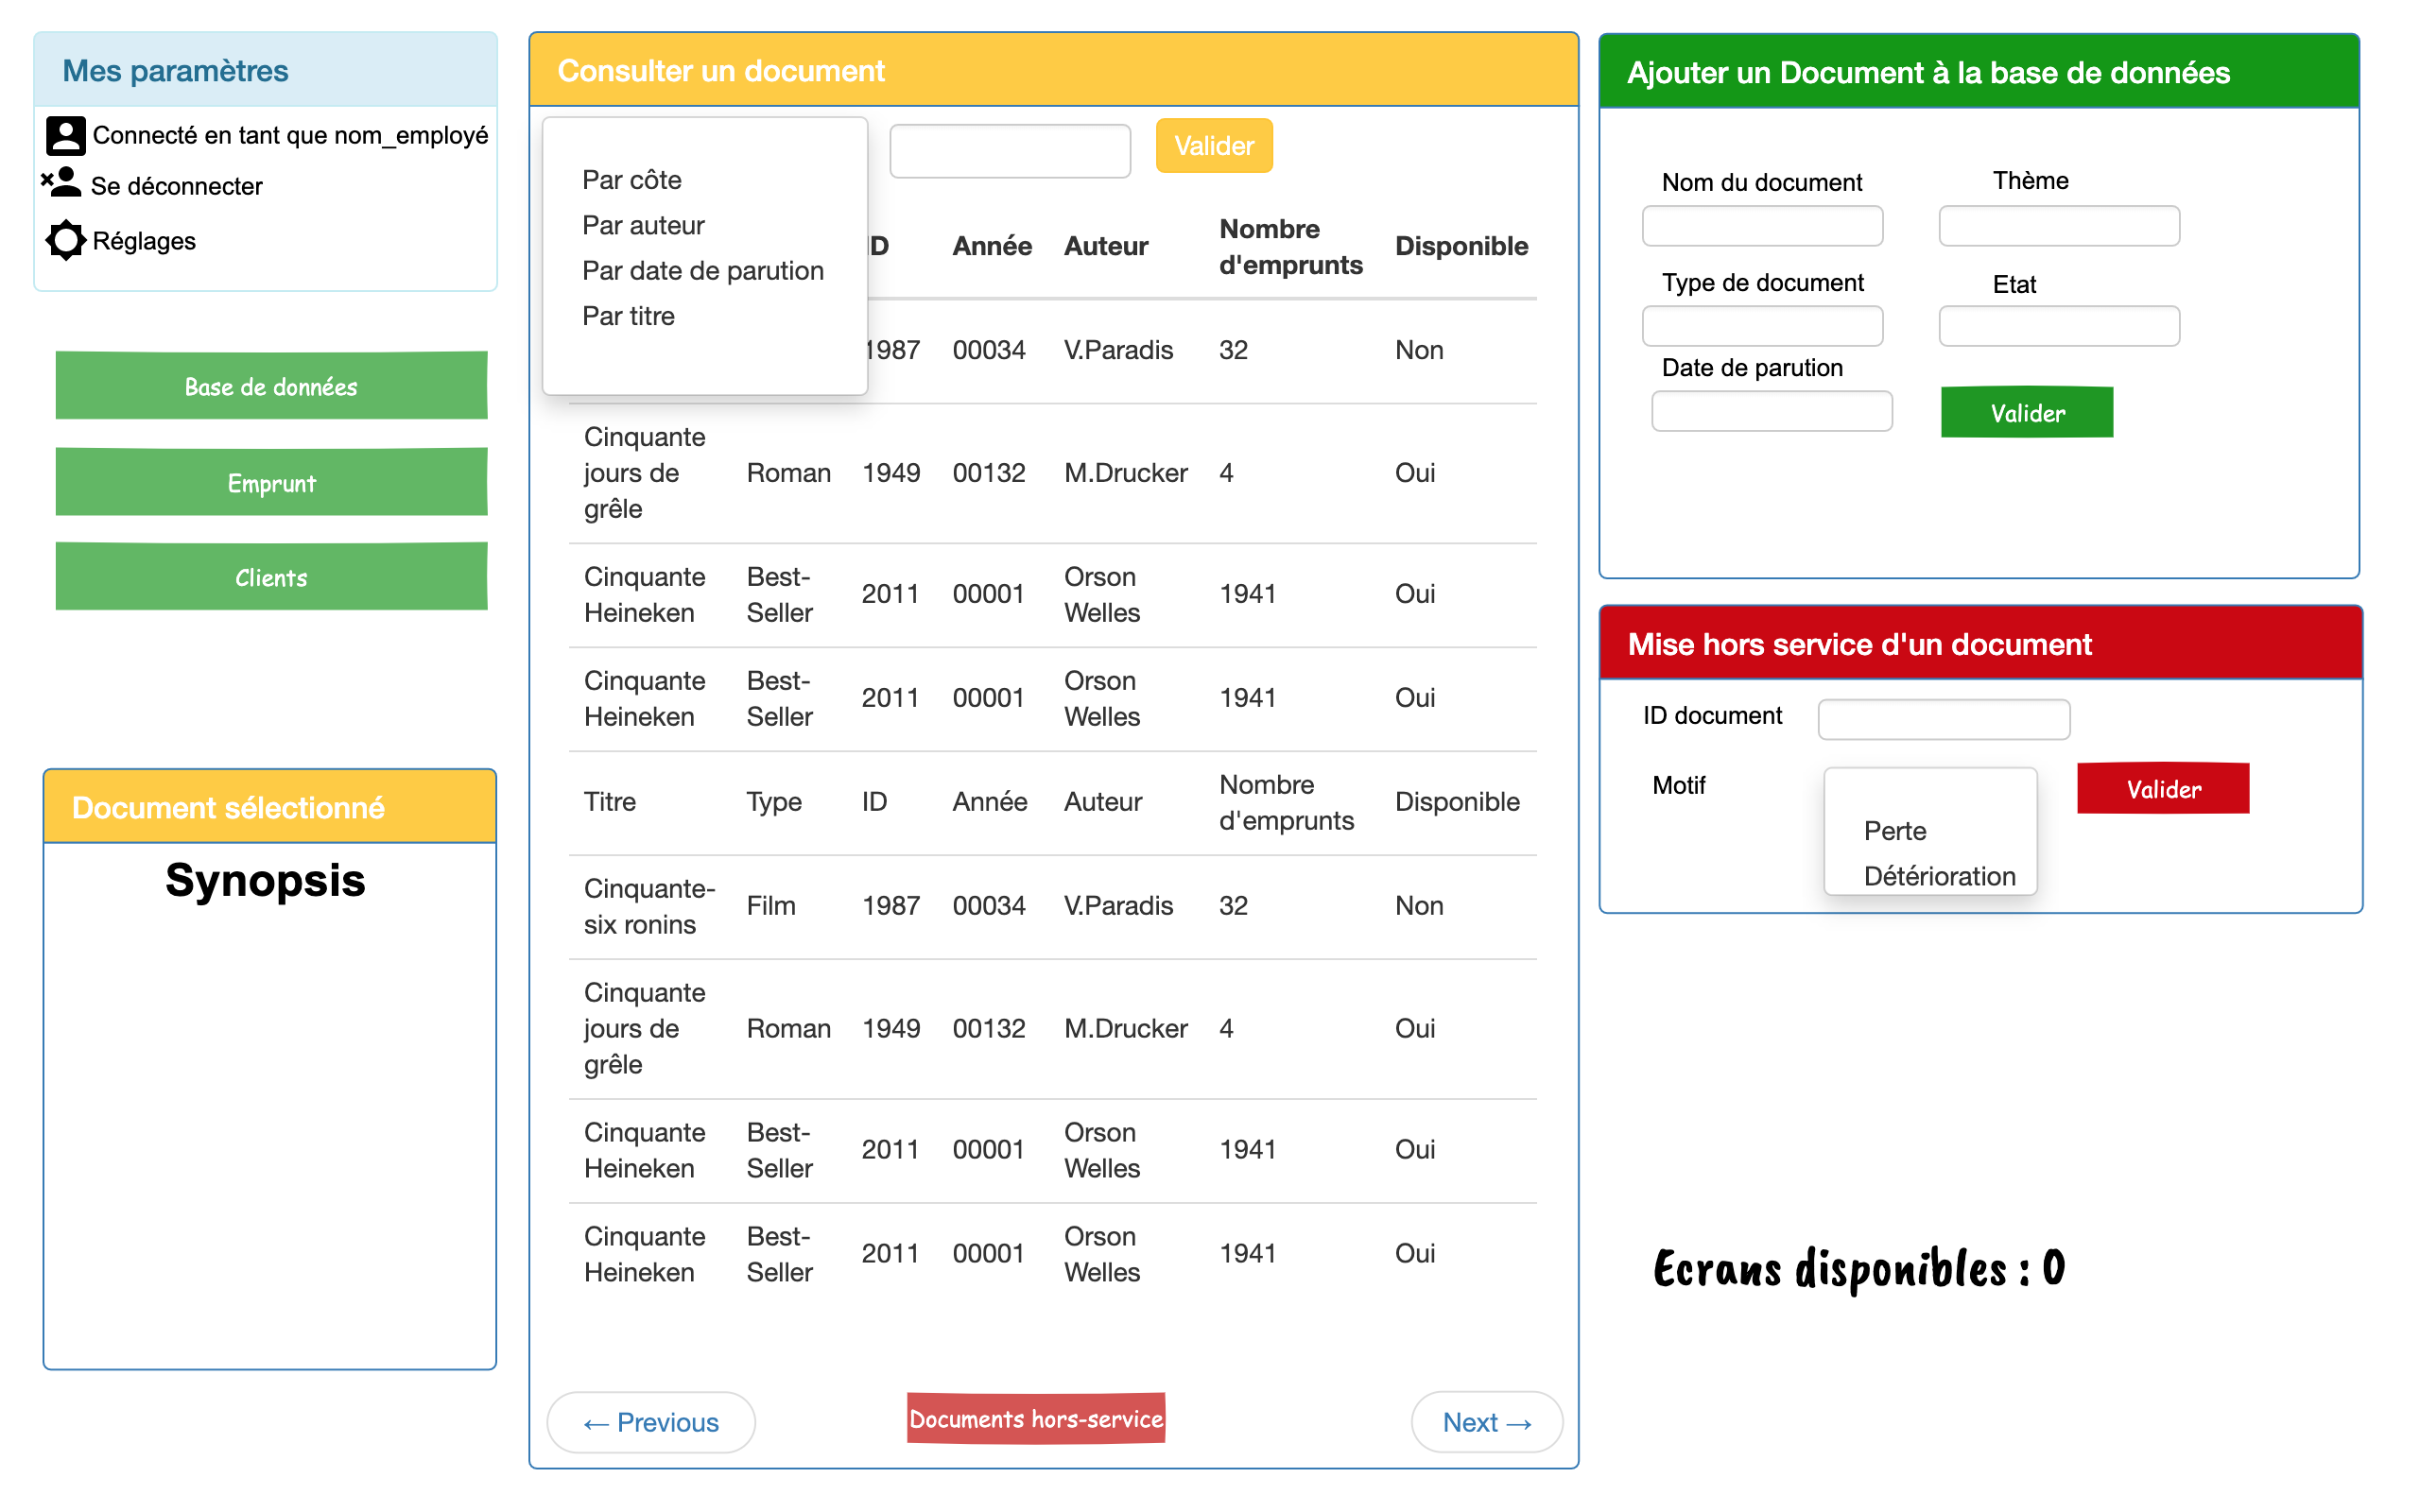 Mes paramètres
Connecté en tant que nom_employé
Se déconnecter
Réglages
Base de données
Emprunt
Clients
Document sélectionné
Synopsis
Consulter un document
Par côte
Par auteur
Par date de parution
Par titre
Valider
ID Année Auteur Nombre d'emprunts Disponible
1987 00034 V.Paradis 32 Non
Cinquante jours de grêle Roman 1949 00132 M.Drucker 4 Oui
Cinquante Heineken Best-Seller 2011 00001 Orson Welles 1941 Oui
Cinquante Heineken Best-Seller 2011 00001 Orson Welles 1941 Oui
Titre Type ID Année Auteur Nombre d'emprunts Disponible
Cinquante-six ronins Film 1987 00034 V.Paradis 32 Non
Cinquante jours de grêle Roman 1949 00132 M.Drucker 4 Oui
Cinquante Heineken Best-Seller 2011 00001 Orson Welles 1941 Oui
Cinquante Heineken Best-Seller 2011 00001 Orson Welles 1941 Oui
← Previous
Documents hors-service
Next →
Ajouter un Document à la base de données
Nom du document Thème
Type de document Etat
Date de parution
Valider
Mise hors service d'un document
ID document
Motif
Perte
Détérioration
Valider
Ecrans disponibles : 0